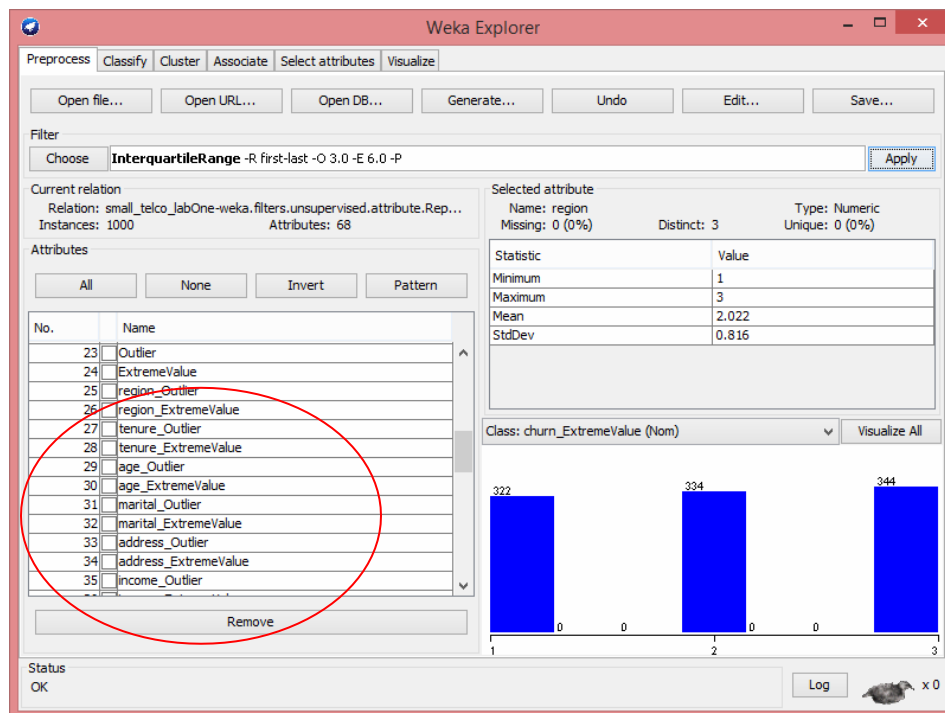 Weka Explorer
Preprocess Classify Cluster Associate Select attributes Visualize
Open file... Open URL... Open DB... Generate... Undo Edit... Save...
Filter
Choose InterquartileRange -R first-last -O 3.0 -E 6.0 -P Apply
Current relation
Relation: small_telco_labOne-weka.filters.unsupervised.attribute.Rep...
Instances: 1000 Attributes: 68
Attributes
All None Invert Pattern
No. Name
23 Outlier
24 ExtremeValue
25 region_Outlier
26 region_ExtremeValue
27 tenure_Outlier
28 tenure_ExtremeValue
29 age_Outlier
30 age_ExtremeValue
31 marital_Outlier
32 marital_ExtremeValue
33 address_Outlier
34 address_ExtremeValue
35 income_Outlier
Remove
Selected attribute
Name: region Type: Numeric
Missing: 0 (0%) Distinct: 3 Unique: 0 (0%)
Statistic Value
Minimum 1
Maximum 3
Mean 2.022
StdDev 0.816
Class: churn_ExtremeValue (Nom) Visualize All
322 334 344
0 0 0 0
1 2 3
Status
OK Log x 0